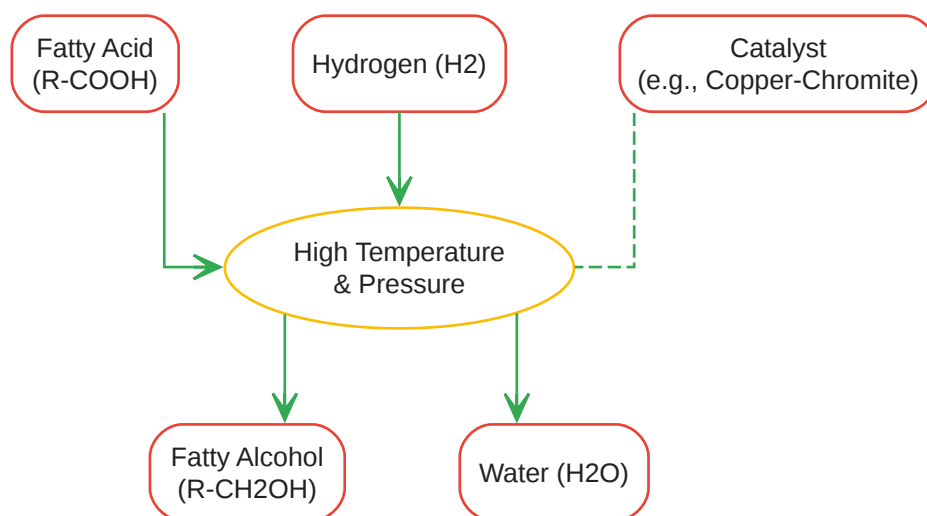 Fatty Acid
(R-COOH)
Hydrogen (H2)
Catalyst
(e.g., Copper-Chromite)
High Temperature
& Pressure
Fatty Alcohol
(R-CH2OH)
Water (H2O)